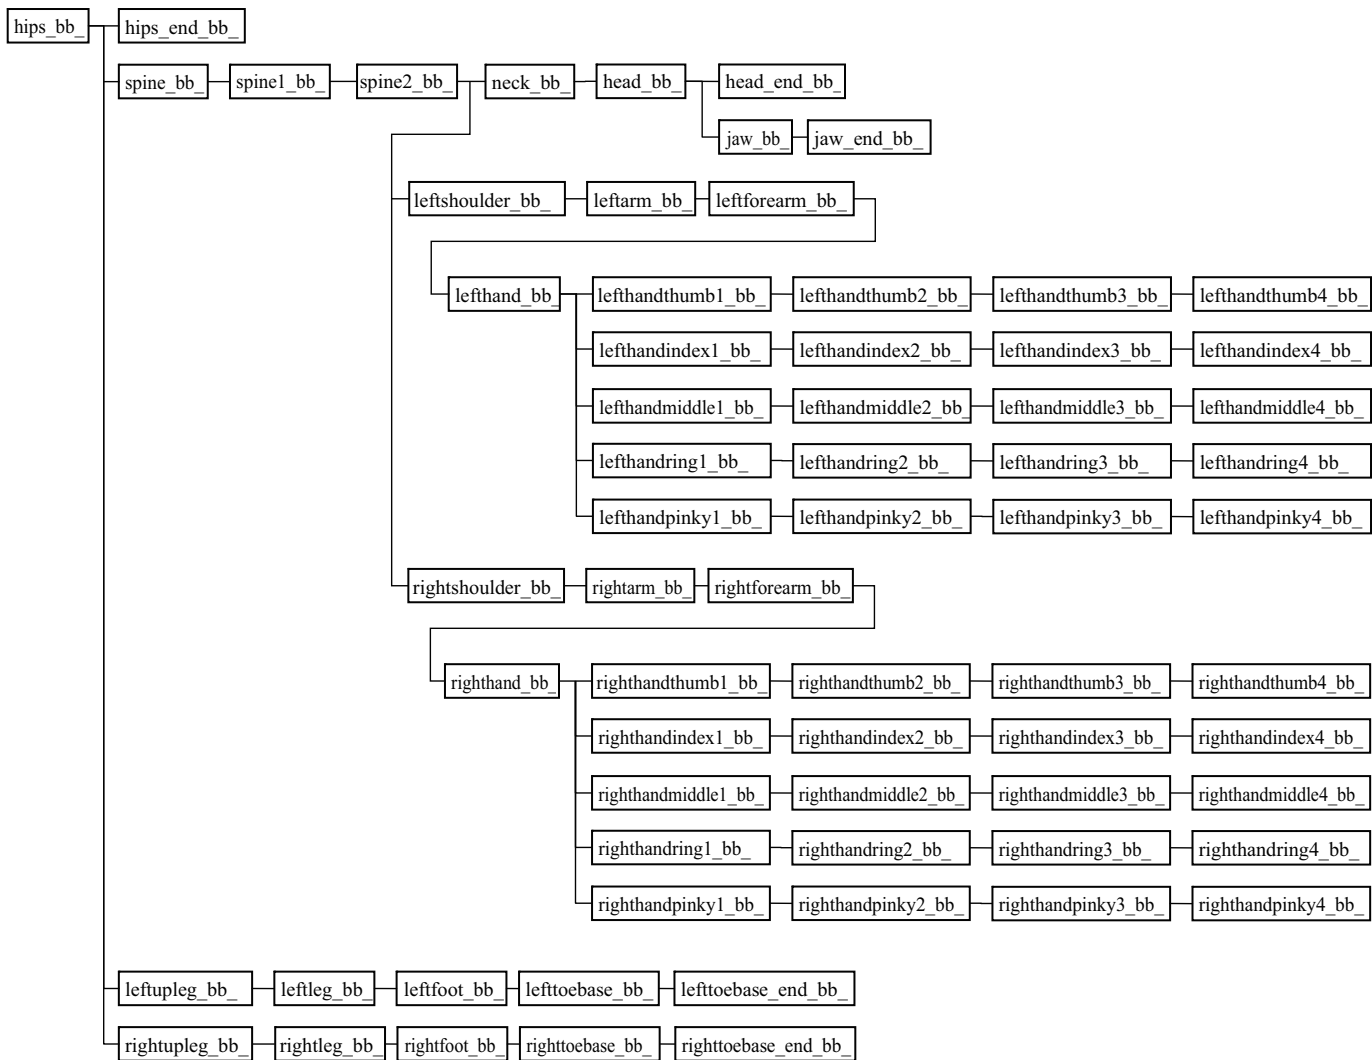 hips_bb_ hips_end_bb_
spine_bb_ spine1_bb_ spine2_bb_ neck_bb_ head_bb_ head_end_bb_
jaw_bb_ jaw_end_bb_
leftshoulder_bb_ leftarm_bb_ leftforearm_bb_
lefthand_bb_ lefthandthumb1_bb_ lefthandthumb2_bb_ lefthandthumb3_bb_ lefthandthumb4_bb_
lefthandindex1_bb_ lefthandindex2_bb_ lefthandindex3_bb_ lefthandindex4_bb_
lefthandmiddle1_bb_ lefthandmiddle2_bb_ lefthandmiddle3_bb_ lefthandmiddle4_bb_
lefthandring1_bb_ lefthandring2_bb_ lefthandring3_bb_ lefthandring4_bb_
lefthandpinky1_bb_ lefthandpinky2_bb_ lefthandpinky3_bb_ lefthandpinky4_bb_
rightshoulder_bb_ rightarm_bb_ rightforearm_bb_
righthand_bb_ righthandthumb1_bb_ righthandthumb2_bb_ righthandthumb3_bb_ righthandthumb4_bb_
righthandindex1_bb_ righthandindex2_bb_ righthandindex3_bb_ righthandindex4_bb_
righthandmiddle1_bb_ righthandmiddle2_bb_ righthandmiddle3_bb_ righthandmiddle4_bb_
righthandring1_bb_ righthandring2_bb_ righthandring3_bb_ righthandring4_bb_
righthandpinky1_bb_ righthandpinky2_bb_ righthandpinky3_bb_ righthandpinky4_bb_
leftupleg_bb_ leftleg_bb_ leftfoot_bb_ lefttoebase_bb_ lefttoebase_end_bb_
rightupleg_bb_ rightleg_bb_ rightfoot_bb_ righttoebase_bb_ righttoebase_end_bb_